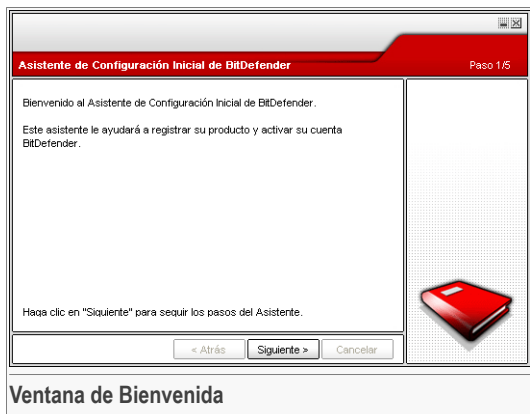 Asistente de Configuración Inicial de BitDefender
Paso 1/5
Bienvenido al Asistente de Configuración Inicial de BitDefender.
Este asistente le ayudará a registrar su producto y activar su cuenta
BitDefender.
Haga clic en "Siguiente" para seguir los pasos del Asistente.
< Atrás
Siguiente >
Cancelar
Ventana de Bienvenida